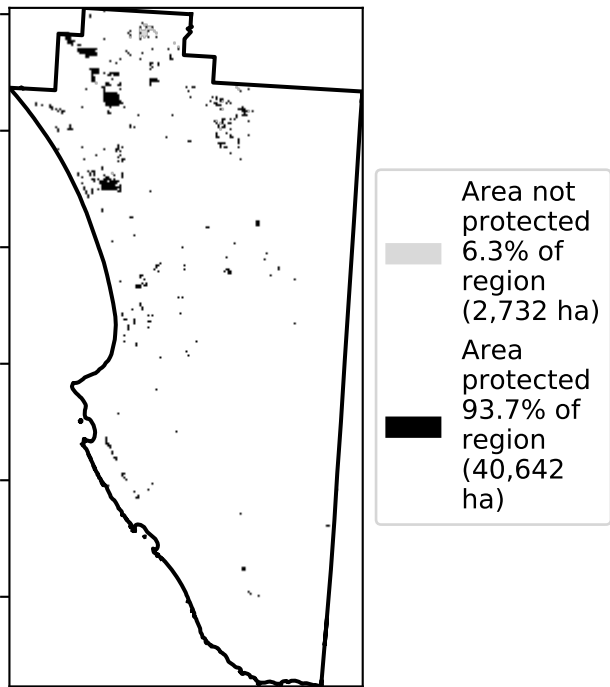 Area not
protected
6.3% of
region
(2,732 ha)
Area
protected
93.7% of
region
(40,642
ha)